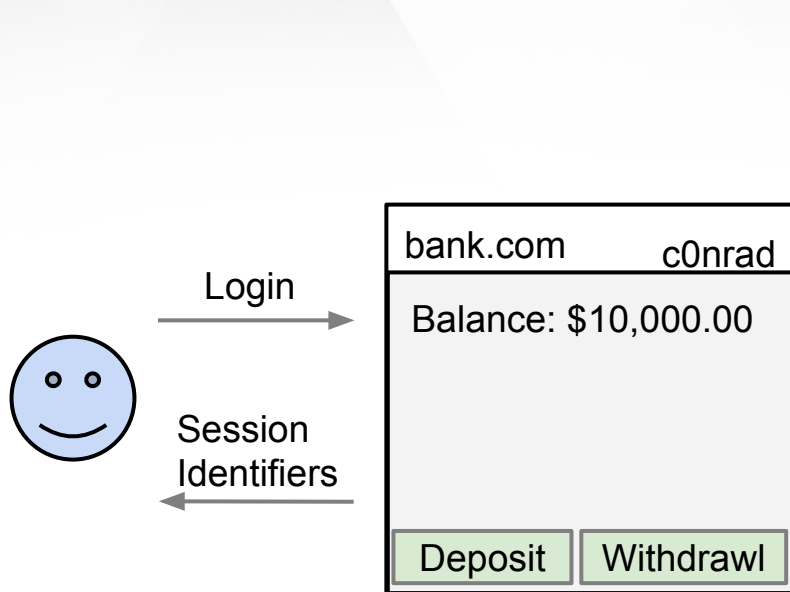 bank.com
c0nrad
Login
Balance: $10,000.00
Session
Identifiers
Deposit
Withdrawl